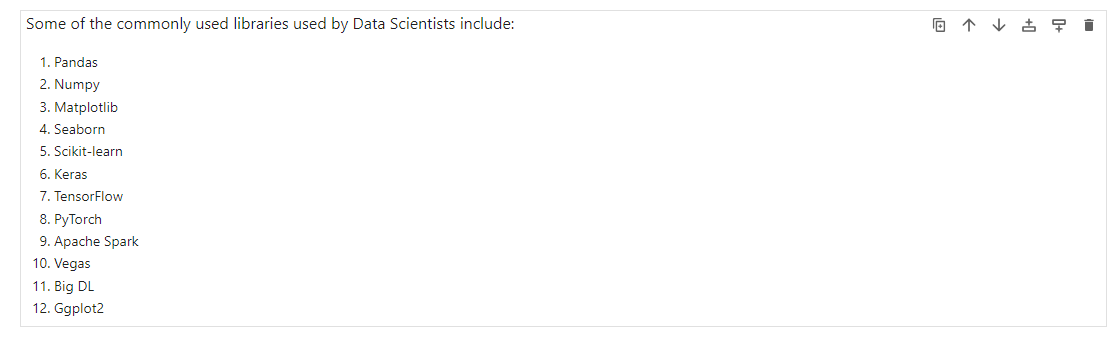 Some of the commonly used libraries used by Data Scientists include:
1. Pandas
2. Numpy
3. Matplotlib
4. Seaborn
5. Scikit-learn
6. Keras
7. TensorFlow
8. PyTorch
9. Apache Spark
10. Vegas
11. Big DL
12. Ggplot2